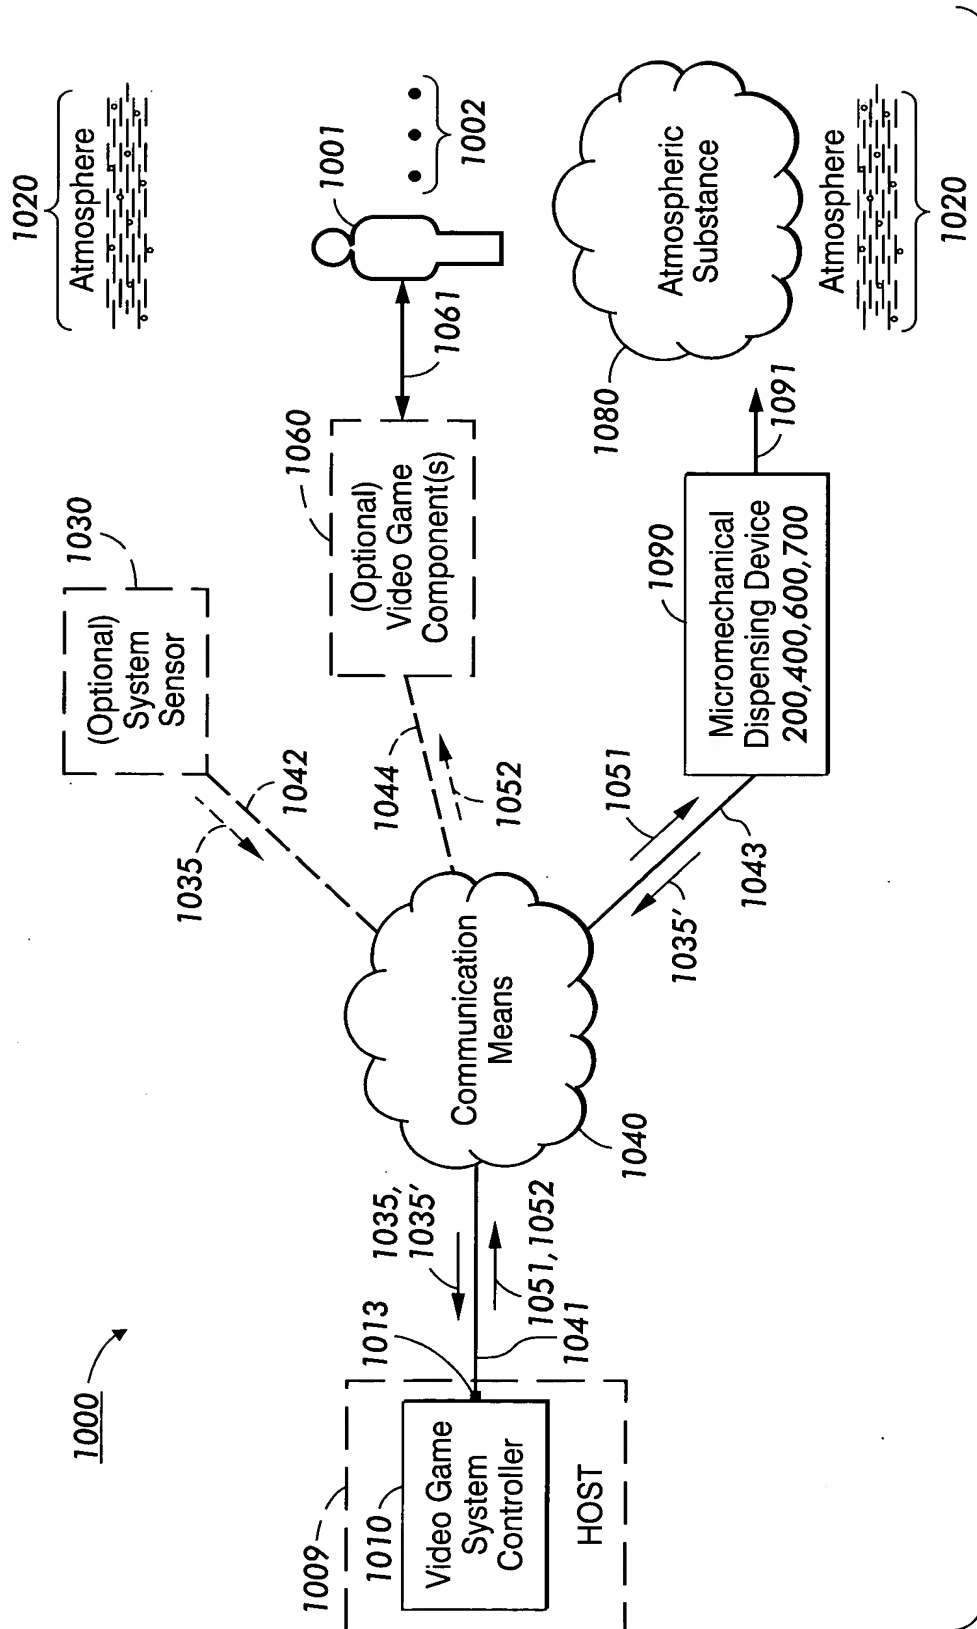 1000
1009
1010
Video Game
System
Controller
HOST
1013
1035,
1035'
1051,1052
1041
Communication
Means
1040
1035
1042
(Optional)
System
Sensor
1030
1044
1052
(Optional)
Video Game
Component(s)
1060
1061
1001
1002
1020
Atmosphere
1051
1035'
1043
Micromechanical
Dispensing Device
200,400,600,700
1090
1091
1080
Atmospheric
Substance
Atmosphere
1020